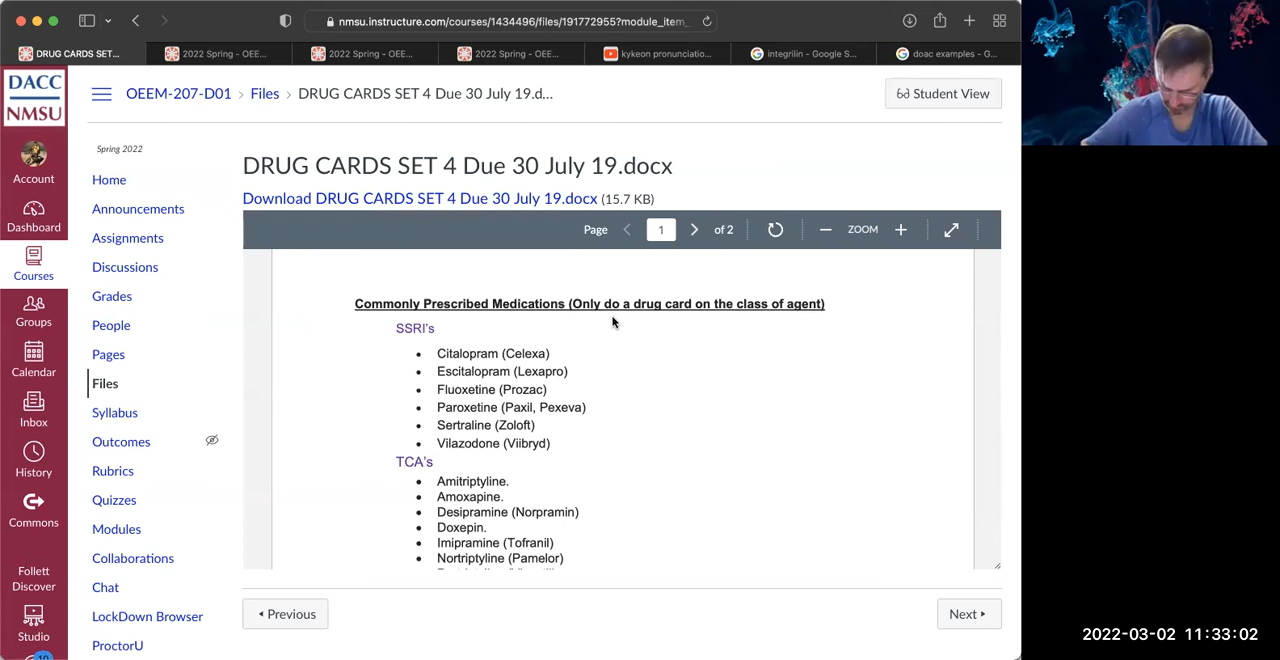 nmsu.instructure.com/courses/1434496/files/191772955?module_item_
DRUG CARDS SET...
2022 Spring - OEE...
2022 Spring - OEE...
2022 Spring - OEE...
kykeon pronunciatio...
integrilin - Google S...
doac examples - G...
DACC
NMSU
OEEM-207-D01 › Files › DRUG CARDS SET 4 Due 30 July 19.d...
Student View
Account
Dashboard
Courses
Groups
Calendar
Inbox
History
Commons
Follett
Discover
Studio
Spring 2022
Home
Announcements
Assignments
Discussions
Grades
People
Pages
Files
Syllabus
Outcomes
Rubrics
Quizzes
Modules
Collaborations
Chat
LockDown Browser
ProctorU
DRUG CARDS SET 4 Due 30 July 19.docx
Download DRUG CARDS SET 4 Due 30 July 19.docx (15.7 KB)
Page 1 of 2 ZOOM
Commonly Prescribed Medications (Only do a drug card on the class of agent)
SSRI's
• Citalopram (Celexa)
• Escitalopram (Lexapro)
• Fluoxetine (Prozac)
• Paroxetine (Paxil, Pexeva)
• Sertraline (Zoloft)
• Vilazodone (Viibryd)
TCA's
• Amitriptyline.
• Amoxapine.
• Desipramine (Norpramin)
• Doxepin.
• Imipramine (Tofranil)
• Nortriptyline (Pamelor)
Previous
Next
2022-03-02 11:33:02